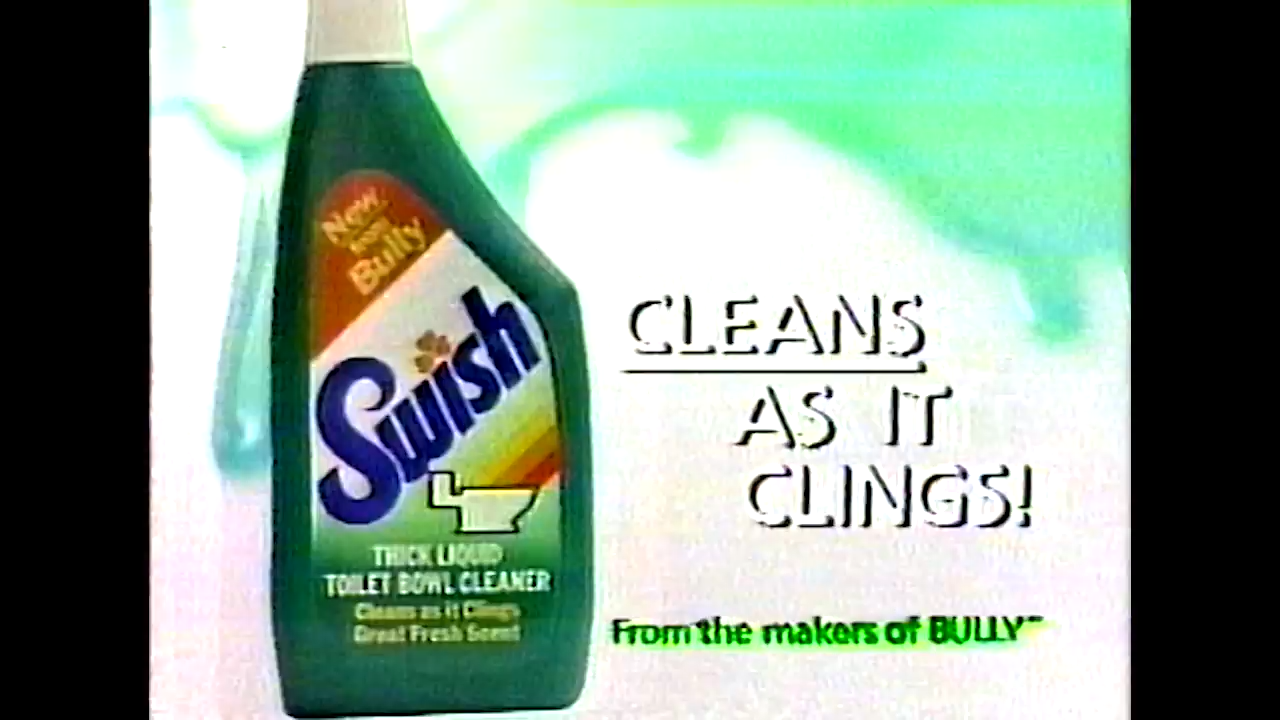 New
from
Bully
Swish
THICK LIQUID
TOILET BOWL CLEANER
Cleans as it Clings
Great Fresh Scent
CLEANS
AS IT
CLINGS!
From the makers of BULLY™